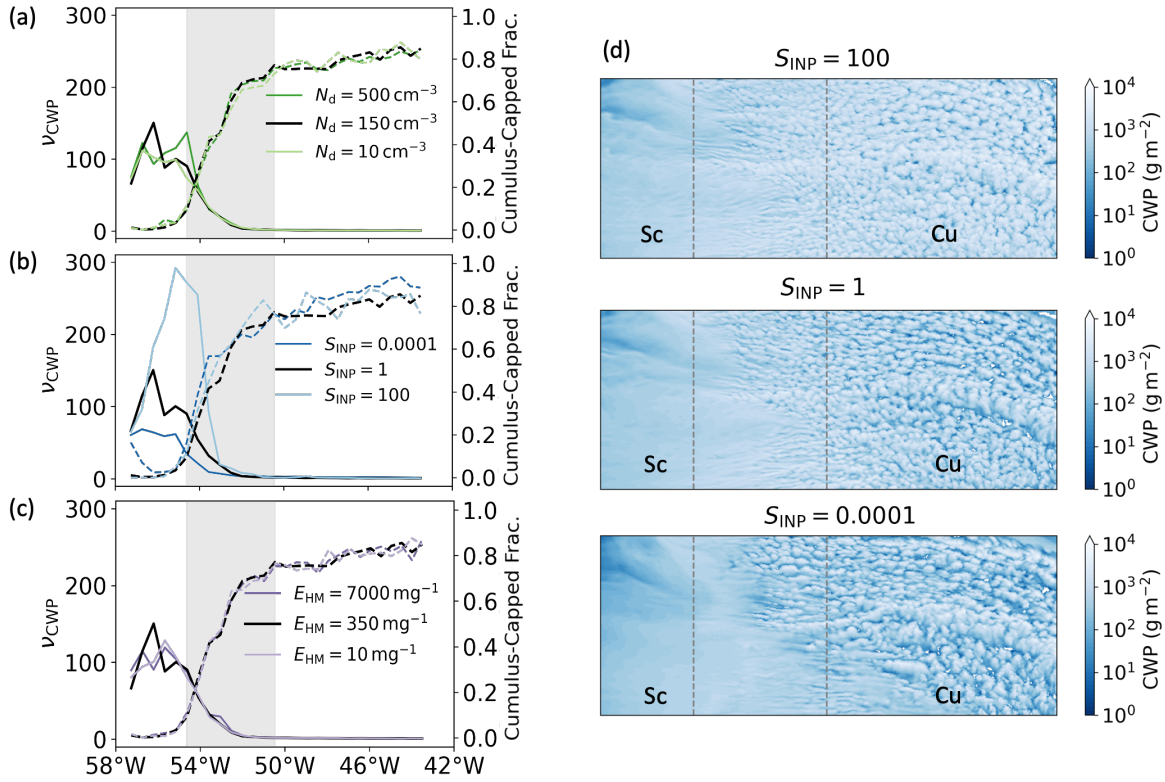 (a)
300
200
100
0
ν_CWP
1.0
0.8
0.6
0.4
0.2
0.0
Cumulus-Capped Frac.
N_d = 500 cm⁻³
N_d = 150 cm⁻³
N_d = 10 cm⁻³
(b)
300
200
100
0
ν_CWP
1.0
0.8
0.6
0.4
0.2
0.0
Cumulus-Capped Frac.
S_INP = 0.0001
S_INP = 1
S_INP = 100
(c)
300
200
100
0
ν_CWP
1.0
0.8
0.6
0.4
0.2
0.0
Cumulus-Capped Frac.
E_HM = 7000 mg⁻¹
E_HM = 350 mg⁻¹
E_HM = 10 mg⁻¹
58°W 54°W 50°W 46°W 42°W
(d)
S_INP = 100
Sc Cu
10⁴
10³
10²
10¹
10⁰
CWP (g m⁻²)
S_INP = 1
Sc Cu
10⁴
10³
10²
10¹
10⁰
CWP (g m⁻²)
S_INP = 0.0001
Sc Cu
10⁴
10³
10²
10¹
10⁰
CWP (g m⁻²)